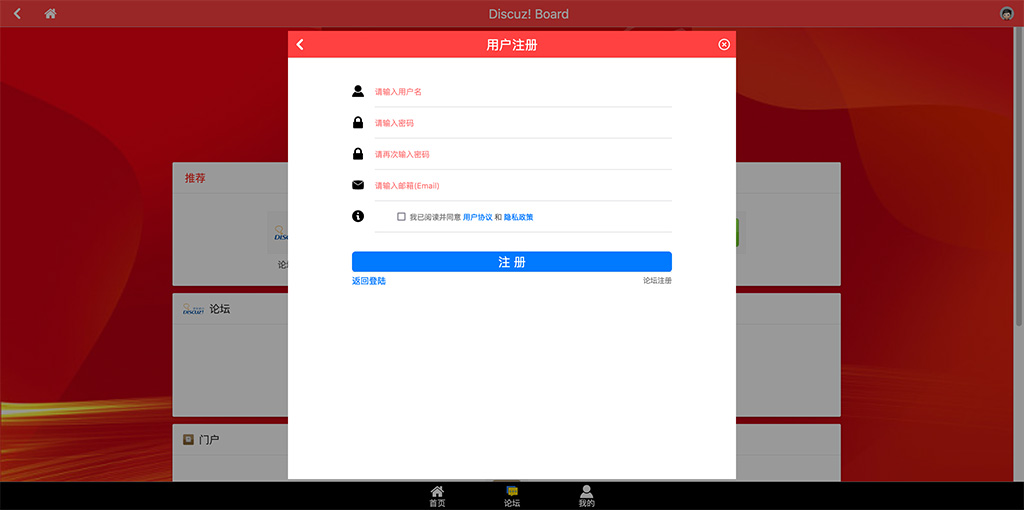 Discuz! Board
用户注册
请输入用户名
请输入密码
请再次输入密码
请输入邮箱(Email)
我已阅读并同意 用户协议 和 隐私政策
注 册
返回登陆
论坛注册
推荐
论坛
门户
首页
论坛
我的